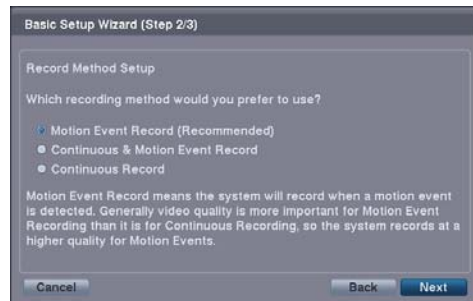 Basic Setup Wizard (Step 2/3)
Record Method Setup
Which recording method would you prefer to use?
Motion Event Record (Recommended)
Continuous & Motion Event Record
Continuous Record
Motion Event Record means the system will record when a motion event
is detected. Generally video quality is more important for Motion Event
Recording than it is for Continuous Recording, so the system records at a
higher quality for Motion Events.
Cancel
Back
Next